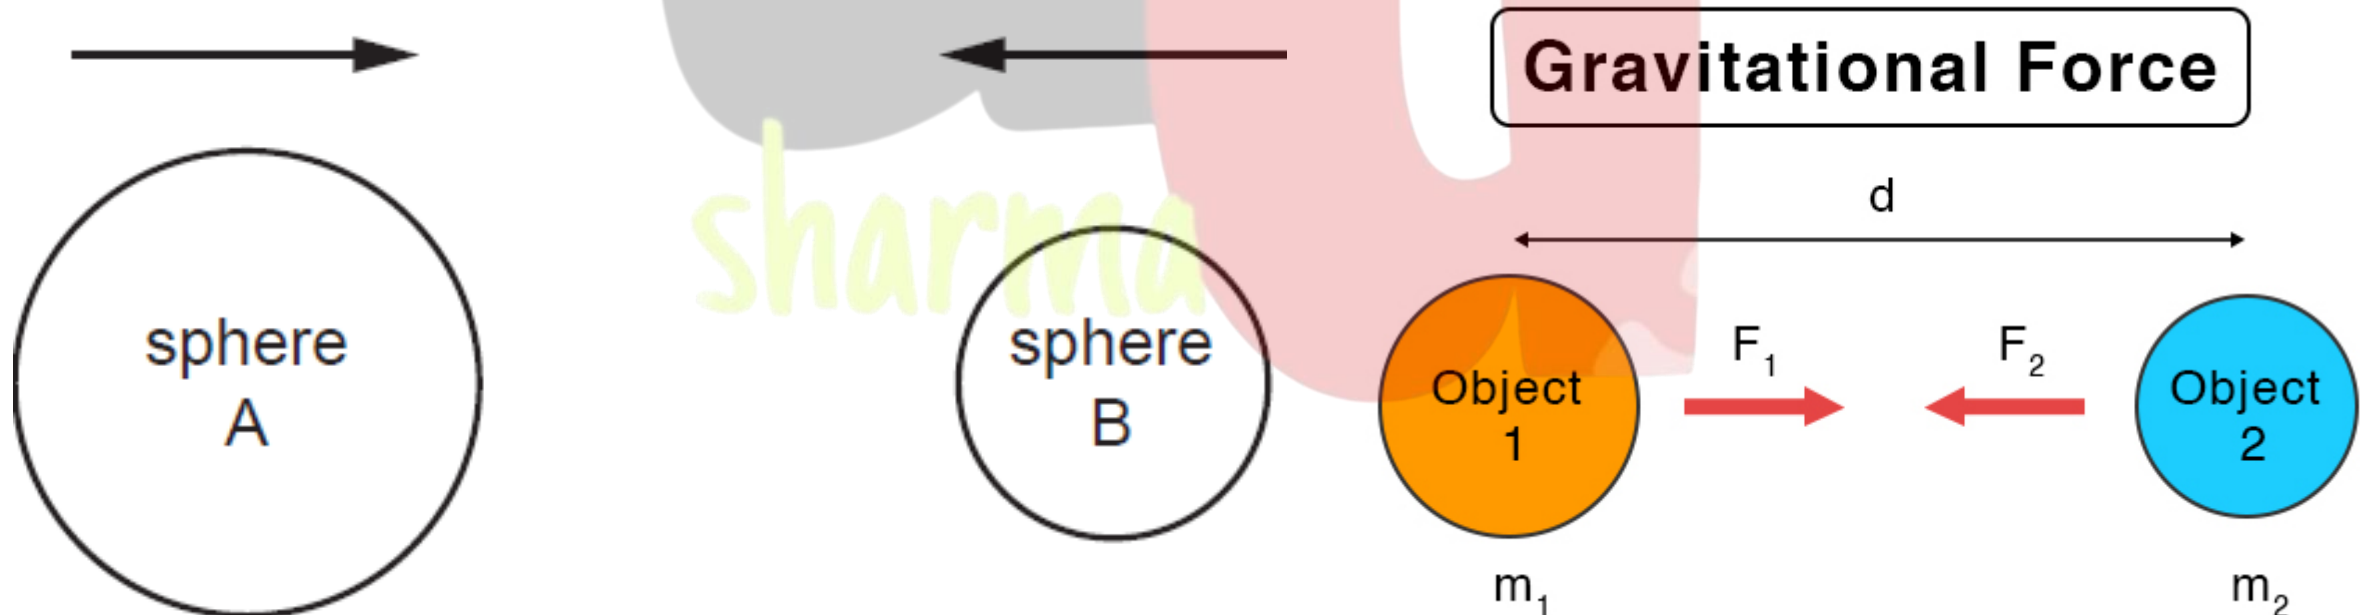 sphere
A
sharma
sphere
B
Gravitational Force
d
Object
1
F₁
F₂
Object
2
m₁
m₂